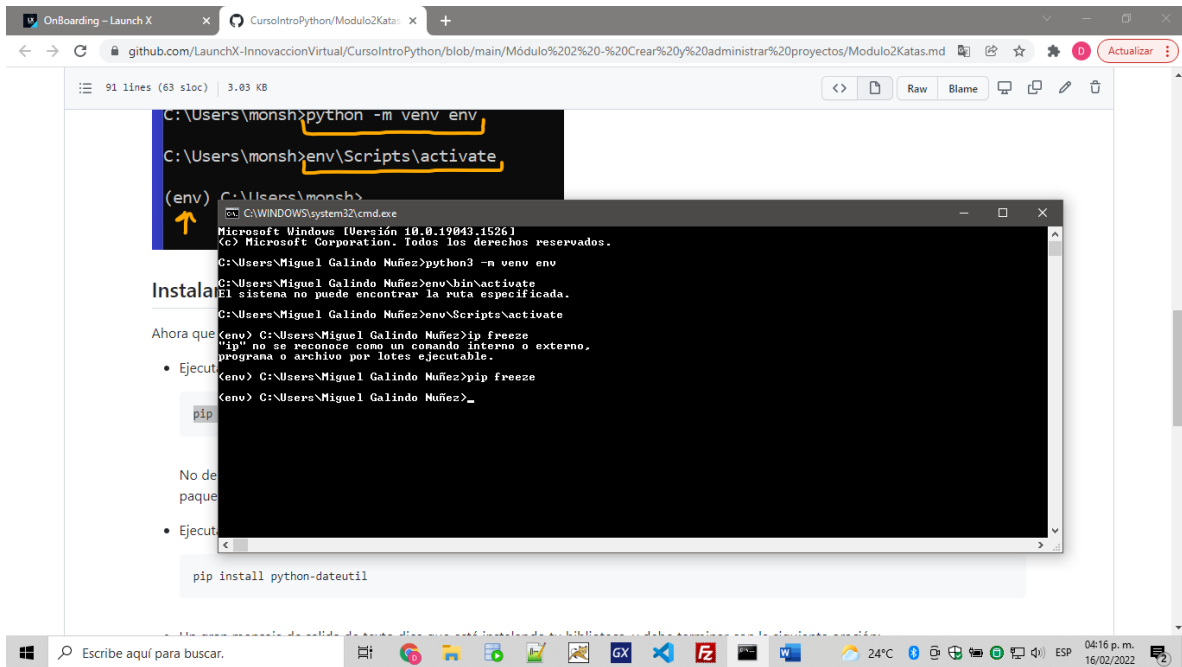 OnBoarding – Launch X
CursoIntroPython/Modulo2Katas
github.com/LaunchX-InnovaccionVirtual/CursoIntroPython/blob/main/Módulo%202%20-%20Crear%20y%20administrar%20proyectos/Modulo2Katas.md
D
Actualizar
91 lines (63 sloc) 3.03 KB
Raw
Blame
C:\Users\monsh>python -m venv env
C:\Users\monsh>env\Scripts\activate
(env) C:\Users\monsh>
C:\WINDOWS\system32\cmd.exe
Microsoft Windows [Versión 10.0.19043.1526]
(c) Microsoft Corporation. Todos los derechos reservados.
C:\Users\Miguel Galindo Nuñez>python3 -m venv env
C:\Users\Miguel Galindo Nuñez>env\bin\activate
El sistema no puede encontrar la ruta especificada.
C:\Users\Miguel Galindo Nuñez>env\Scripts\activate
(env) C:\Users\Miguel Galindo Nuñez>ip freeze
"ip" no se reconoce como un comando interno o externo,
programa o archivo por lotes ejecutable.
(env) C:\Users\Miguel Galindo Nuñez>pip freeze
(env) C:\Users\Miguel Galindo Nuñez>_
Instala
Ahora que
Ejecut
pip
No de
paque
Ejecut
pip install python-dateutil
Escribe aquí para buscar.
GX
24°C
ESP
04:16 p. m.
16/02/2022
2